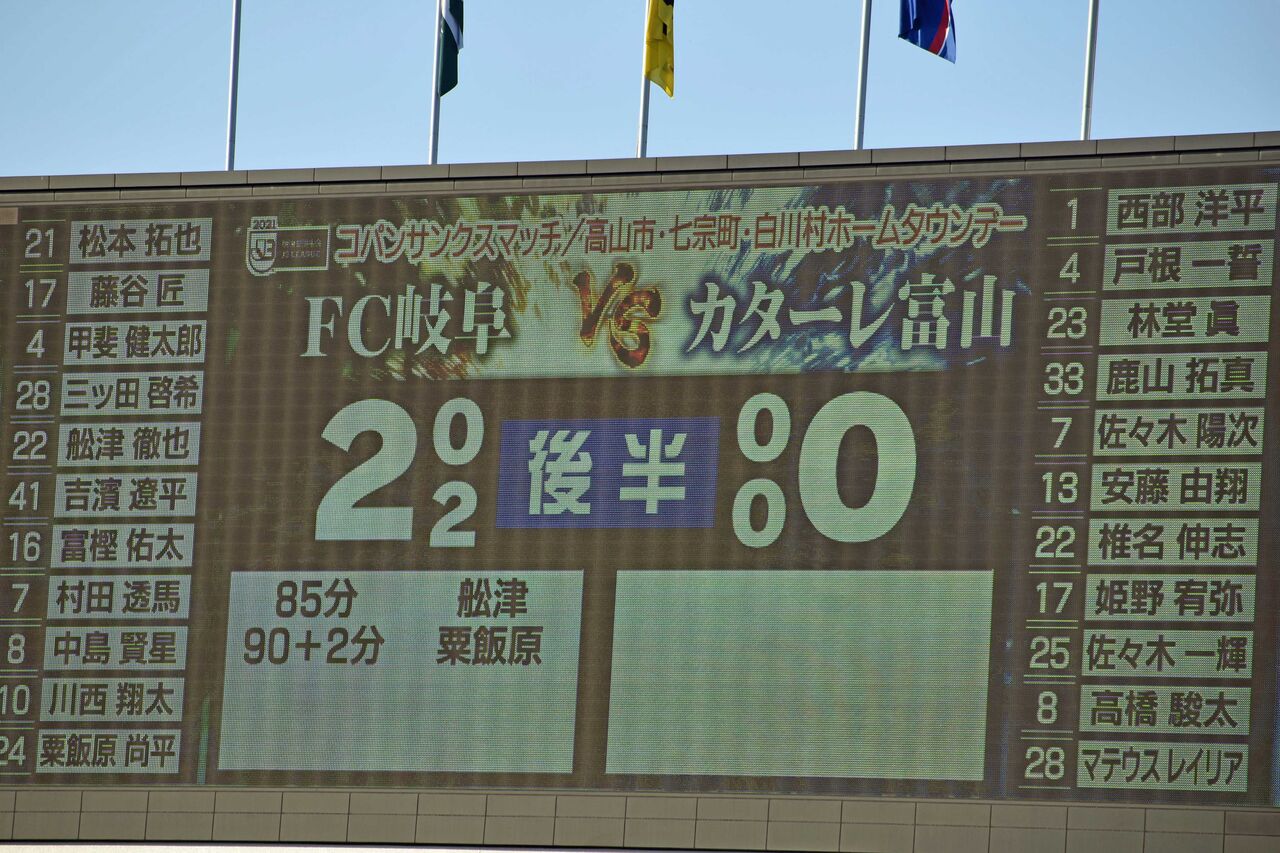 2021
J3
コパンサンクスマッチ/高山市・七宗町・白川村ホームタウンデー
FC岐阜 VS カターレ富山
2 0 後半 0 0
2 0
85分 舩津
90+2分 粟飯原
21 松本 拓也
17 藤谷 匠
4 甲斐 健太郎
28 三ッ田 啓希
22 舩津 徹也
41 吉濱 遼平
16 富樫 佑太
7 村田 透馬
8 中島 賢星
10 川西 翔太
24 粟飯原 尚平
1 西部 洋平
4 戸根 一誓
23 林堂 眞
33 鹿山 拓真
7 佐々木 陽次
13 安藤 由翔
22 椎名 伸志
17 姫野 宥弥
25 佐々木 一輝
8 高橋 駿太
28 マテウス レイリア